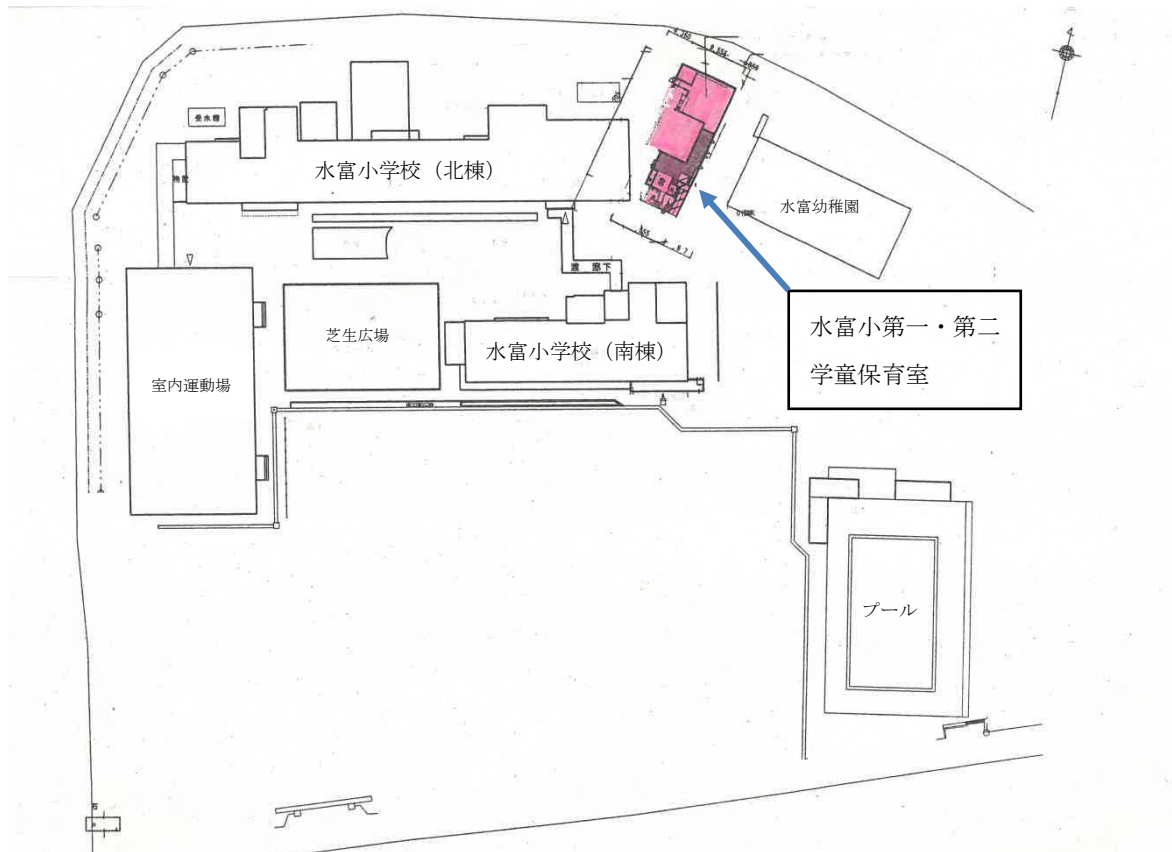 受水槽
水富小学校（北棟）
水富幼稚園
渡 廊下
水富小第一・第二
学童保育室
芝生広場
水富小学校（南棟）
室内運動場
プール